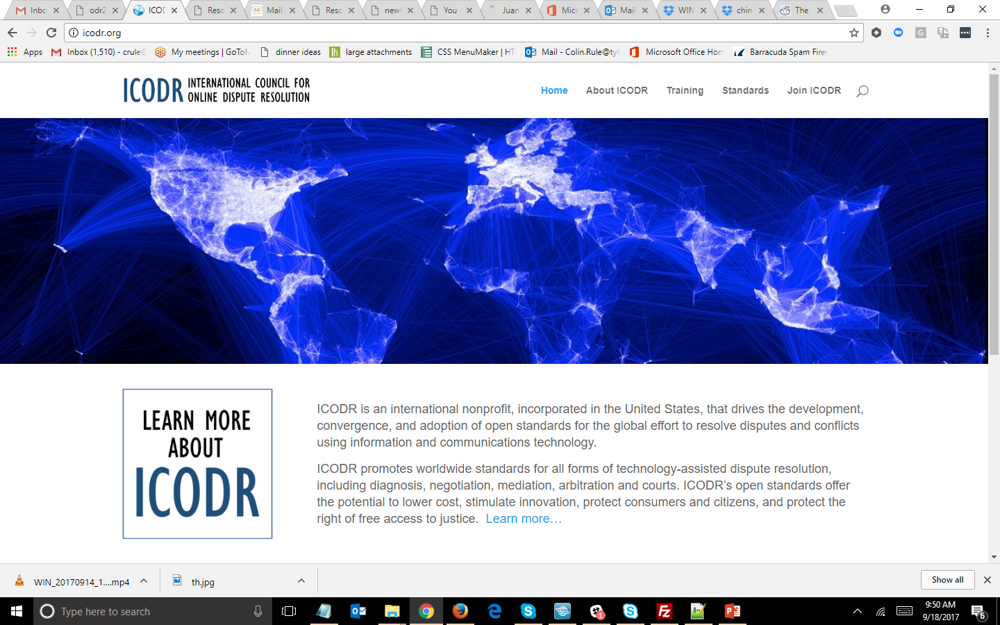 Inbo
odr2
ICOD
Reso
Mail
Reso
new
You
Juan
Micr
Mail
WIN
chin
The
icodr.org
Apps
Inbox (1,510) - crule@
My meetings | GoToM
dinner ideas
large attachments
CSS MenuMaker | HT
Mail - Colin.Rule@tyl
Microsoft Office Hom
Barracuda Spam Firew
ICODR INTERNATIONAL COUNCIL FOR
ONLINE DISPUTE RESOLUTION
Home
About ICODR
Training
Standards
Join ICODR
LEARN MORE
ABOUT
ICODR
ICODR is an international nonprofit, incorporated in the United States, that drives the development,
convergence, and adoption of open standards for the global effort to resolve disputes and conflicts
using information and communications technology.
ICODR promotes worldwide standards for all forms of technology-assisted dispute resolution,
including diagnosis, negotiation, mediation, arbitration and courts. ICODR’s open standards offer
the potential to lower cost, stimulate innovation, protect consumers and citizens, and protect the
right of free access to justice. Learn more…
WIN_20170914_1....mp4
th.jpg
Show all
Type here to search
9:50 AM
9/18/2017
6